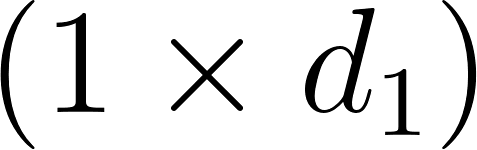 (1 × d₁)